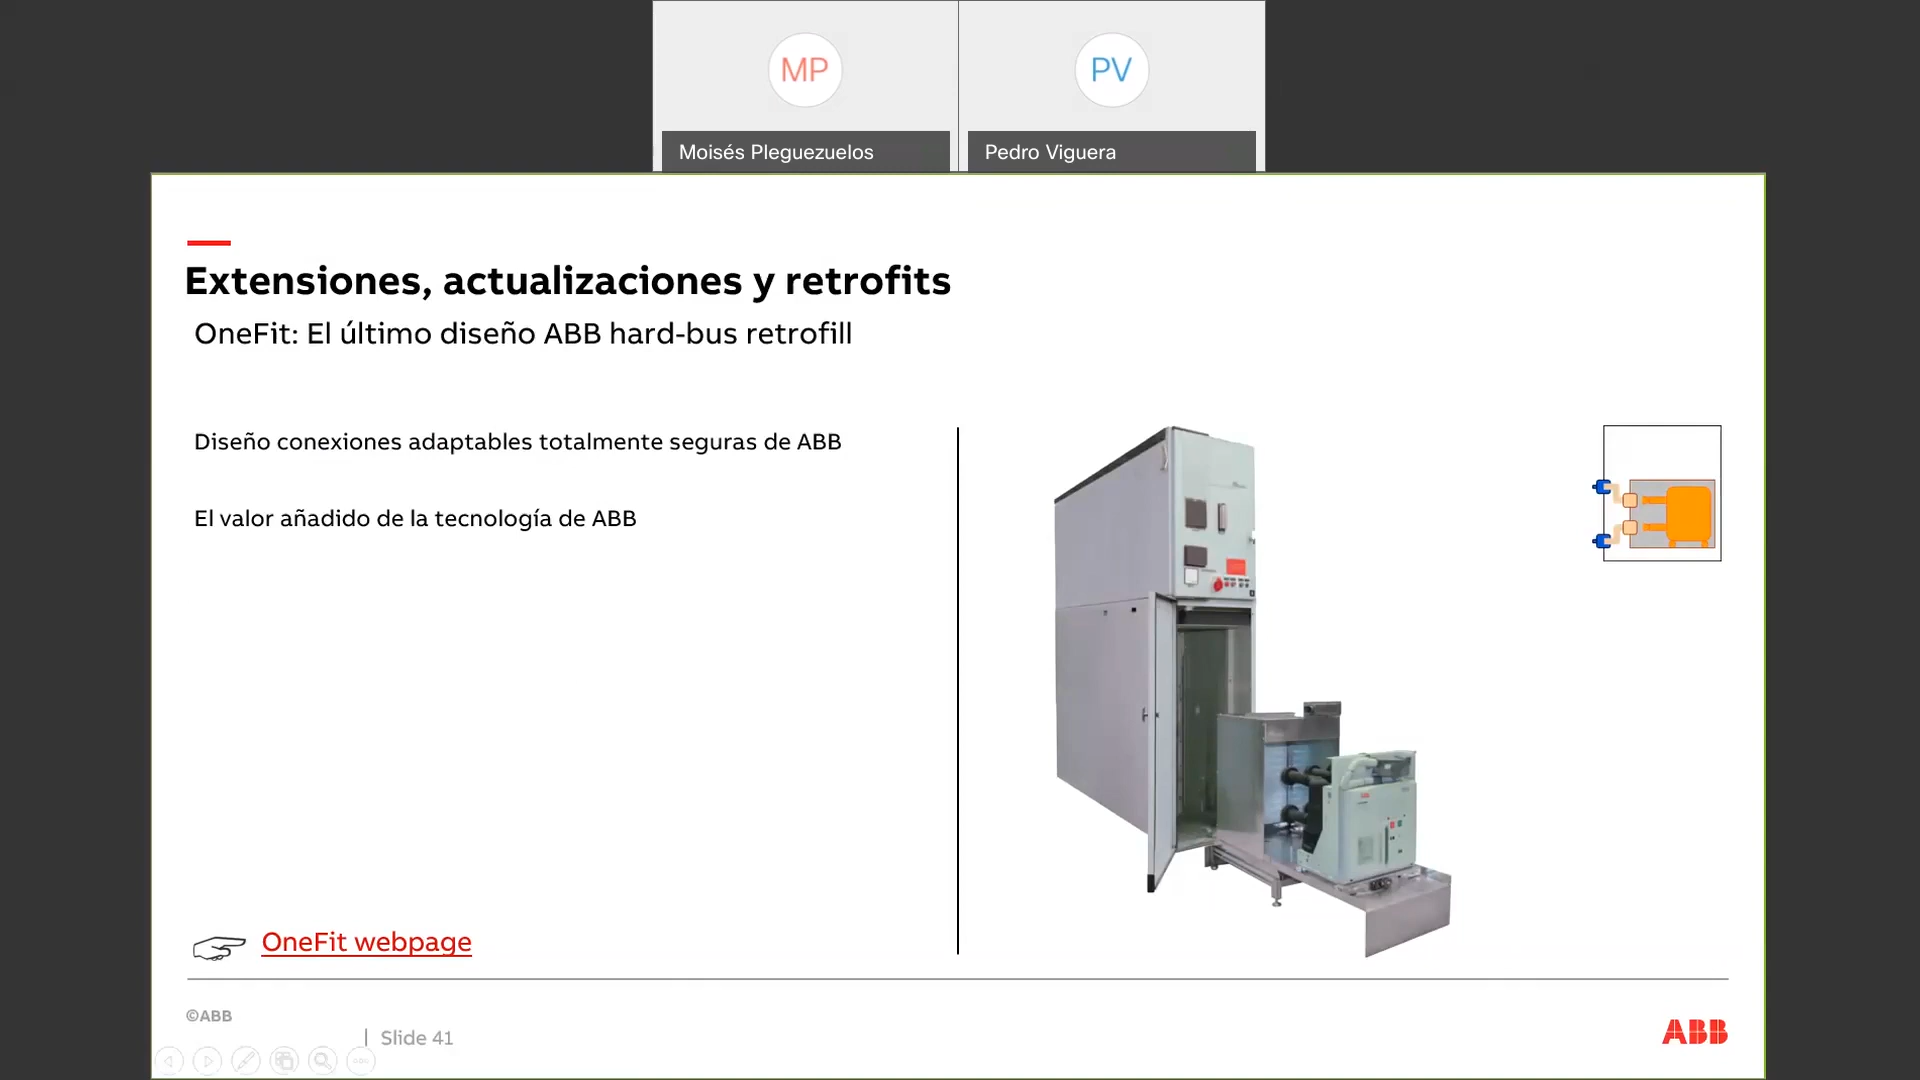 MP
PV
Moisés Pleguezuelos
Pedro Viguera
Extensiones, actualizaciones y retrofits
OneFit: El último diseño ABB hard-bus retrofill
Diseño conexiones adaptables totalmente seguras de ABB
El valor añadido de la tecnología de ABB
OneFit webpage
©ABB
| Slide 41
ABB